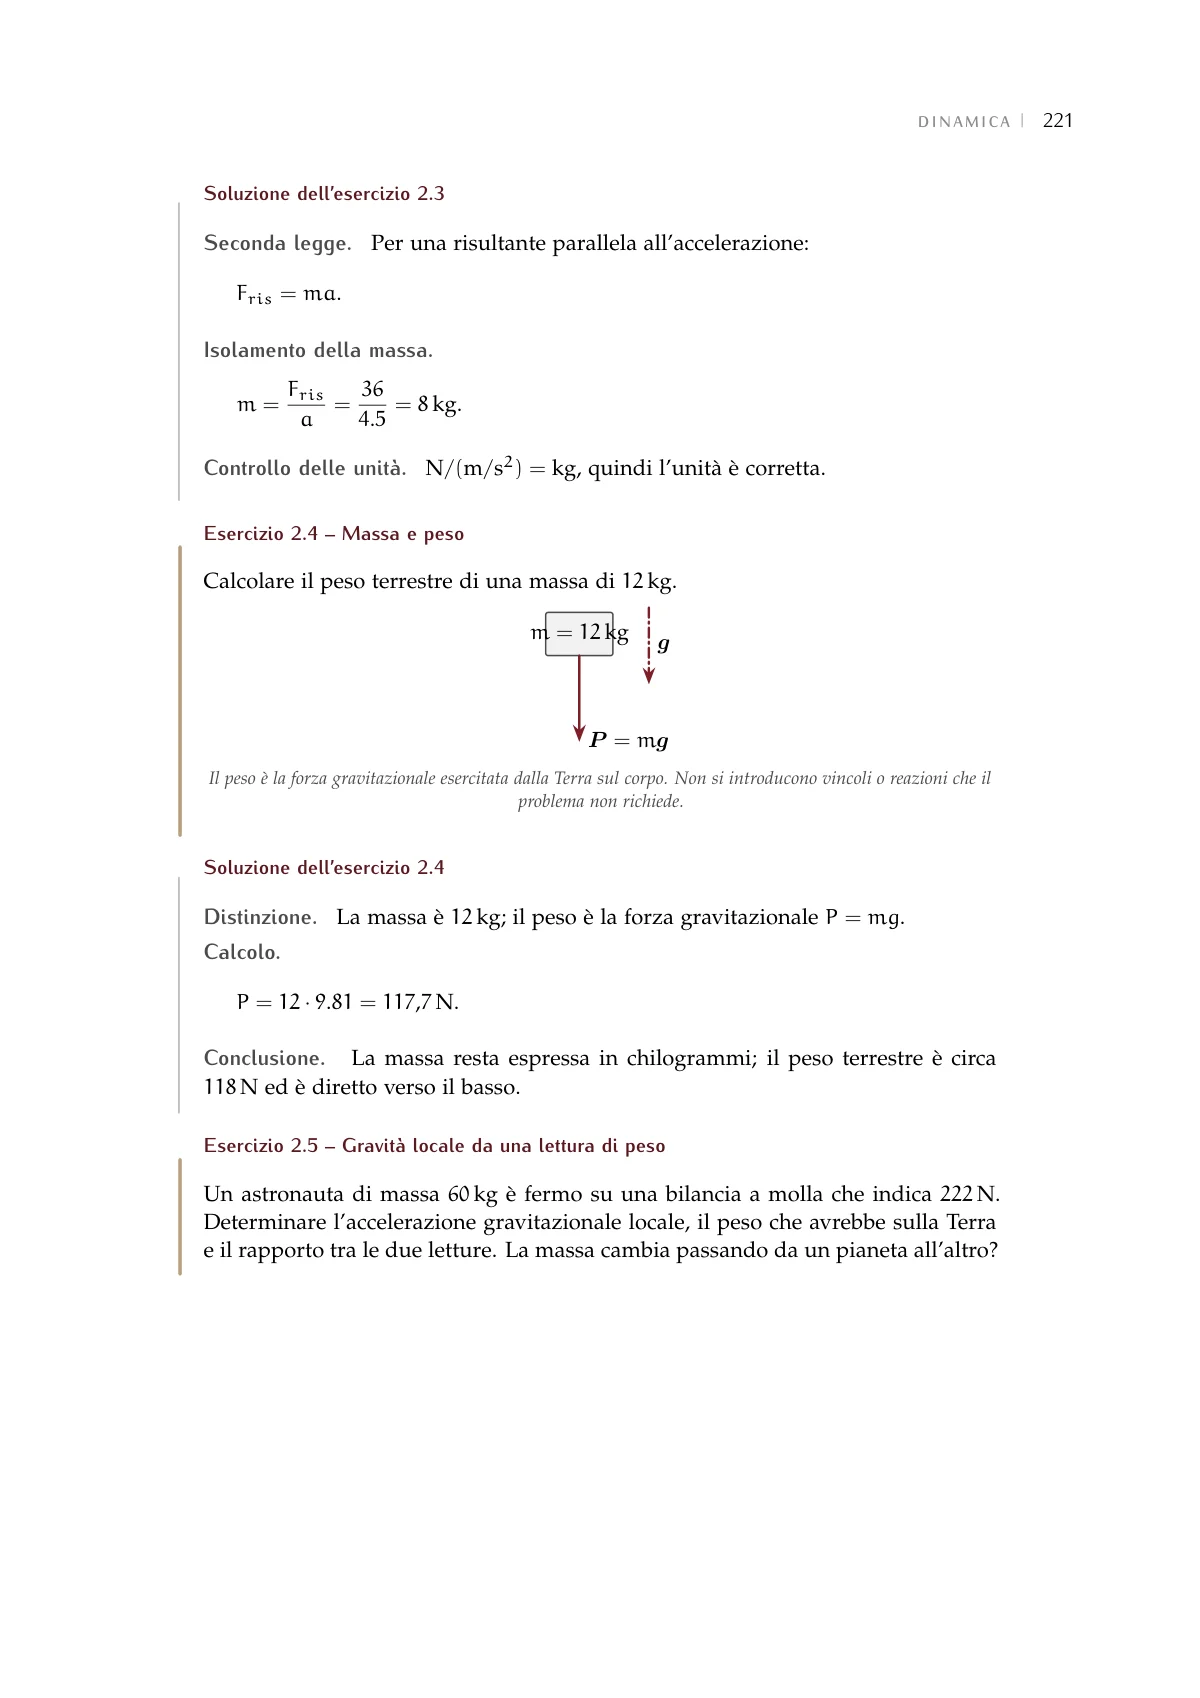 DINAMICA | 221
Soluzione dell'esercizio 2.3
Seconda legge. Per una risultante parallela all'accelerazione:
F_ris = ma.
Isolamento della massa.
m = F_ris / a = 36 / 4.5 = 8 kg.
Controllo delle unità. N/(m/s²) = kg, quindi l'unità è corretta.
Esercizio 2.4 – Massa e peso
Calcolare il peso terrestre di una massa di 12 kg.
m = 12 kg
g
P = mg
Il peso è la forza gravitazionale esercitata dalla Terra sul corpo. Non si introducono vincoli o reazioni che il
problema non richiede.
Soluzione dell'esercizio 2.4
Distinzione. La massa è 12 kg; il peso è la forza gravitazionale P = mg.
Calcolo.
P = 12 · 9.81 = 117,7 N.
Conclusione. La massa resta espressa in chilogrammi; il peso terrestre è circa
118 N ed è diretto verso il basso.
Esercizio 2.5 – Gravità locale da una lettura di peso
Un astronauta di massa 60 kg è fermo su una bilancia a molla che indica 222 N.
Determinare l'accelerazione gravitazionale locale, il peso che avrebbe sulla Terra
e il rapporto tra le due letture. La massa cambia passando da un pianeta all'altro?